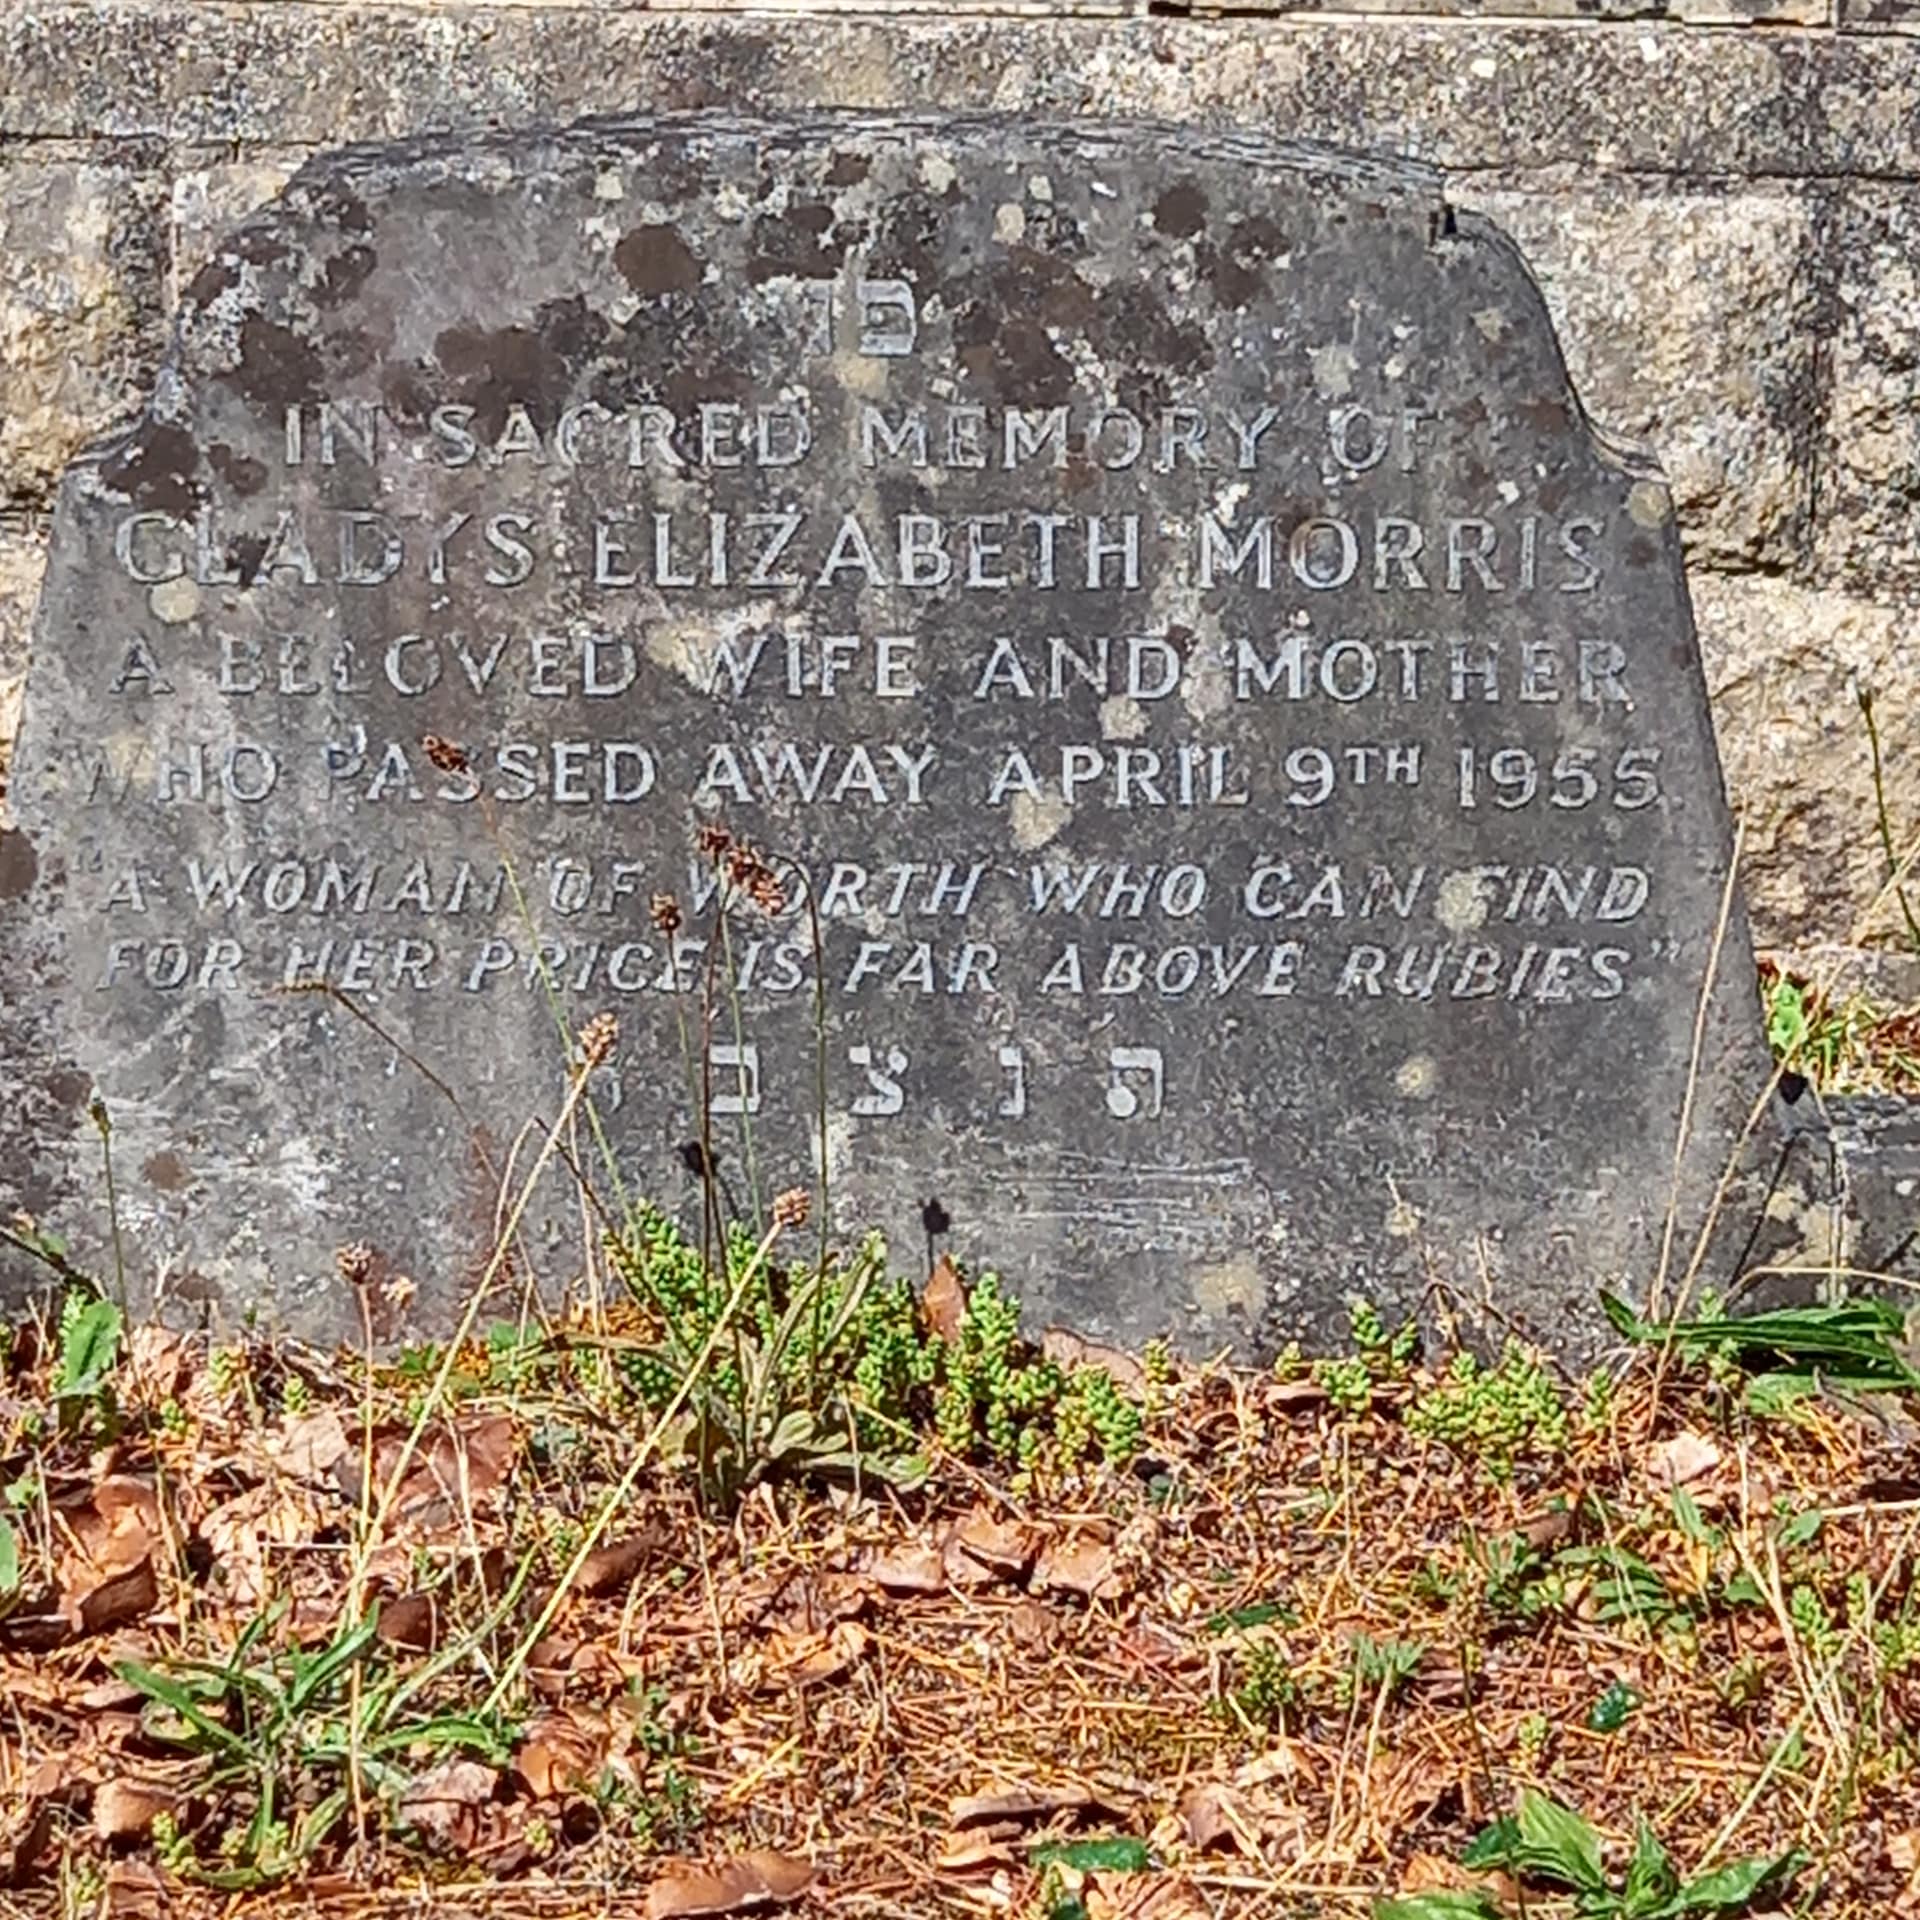 פנ
IN SACRED MEMORY OF
GLADYS ELIZABETH MORRIS
A BELOVED WIFE AND MOTHER
WHO PASSED AWAY APRIL 9TH 1955
"A WOMAN OF WORTH WHO CAN FIND
FOR HER PRICE IS FAR ABOVE RUBIES"
ת נ צ ב ה